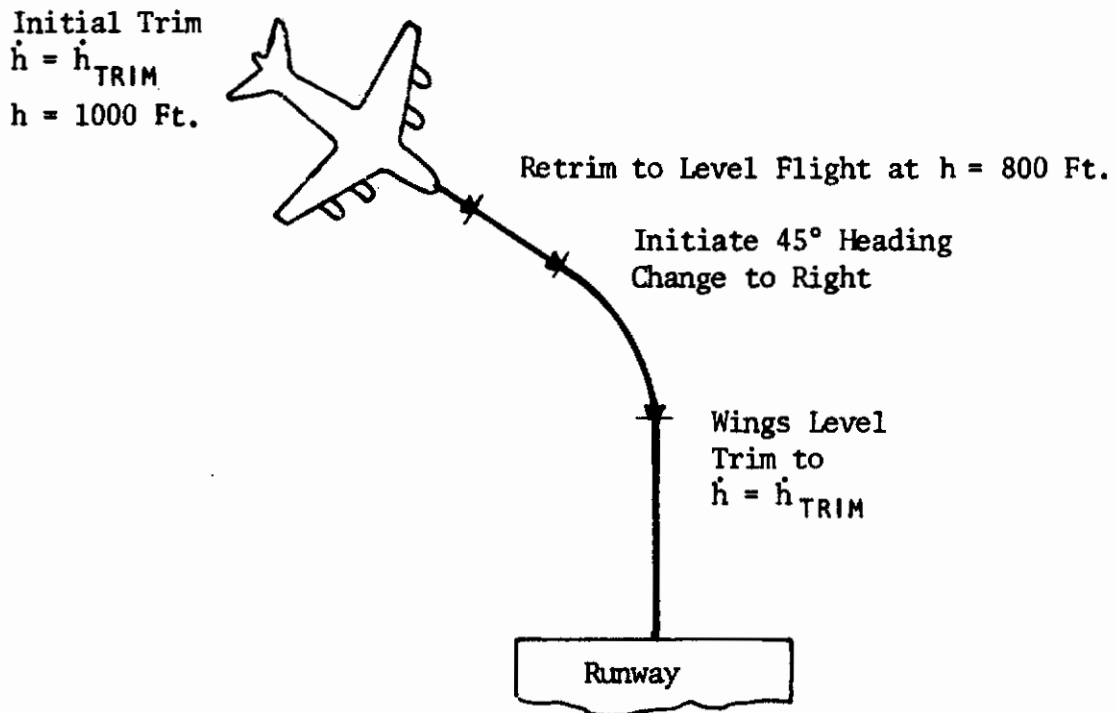 Initial Trim
ḣ = ḣTRIM
h = 1000 Ft.
Retrim to Level Flight at h = 800 Ft.
Initiate 45° Heading
Change to Right
Wings Level
Trim to
ḣ = ḣTRIM
Runway